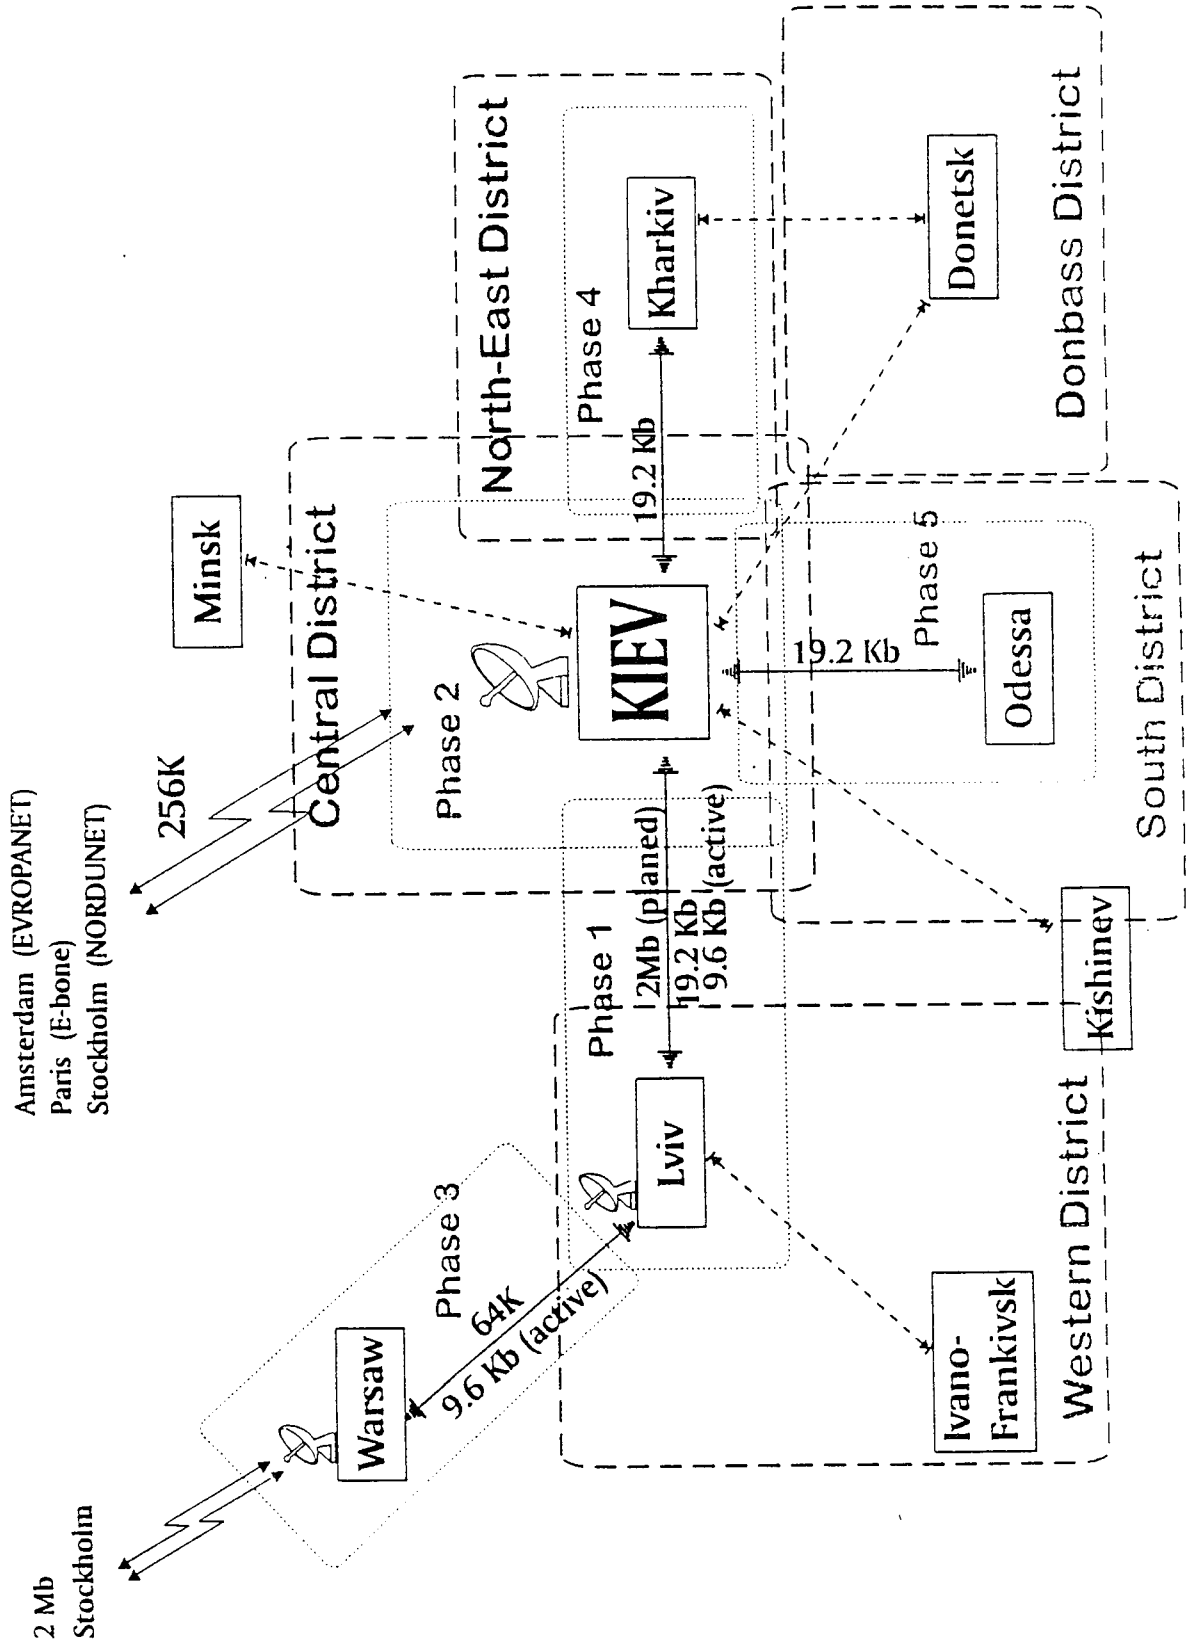 2 Mb
Stockholm
Amsterdam (EVROPANET)
Paris (E-bone)
Stockholm (NORDUNET)
256K
Minsk
Central District
North-East District
Phase 2
Phase 4
Kharkiv
19.2 Kb
KIEV
Warsaw
Phase 3
64K
9.6 Kb (active)
Phase 1
2Mb (planed)
19.2 Kb
9.6 Kb (active)
Lviv
19.2 Kb
Phase 5
Odessa
Donetsk
Donbass District
Ivano-
Frankivsk
Western District
Kishinev
South District